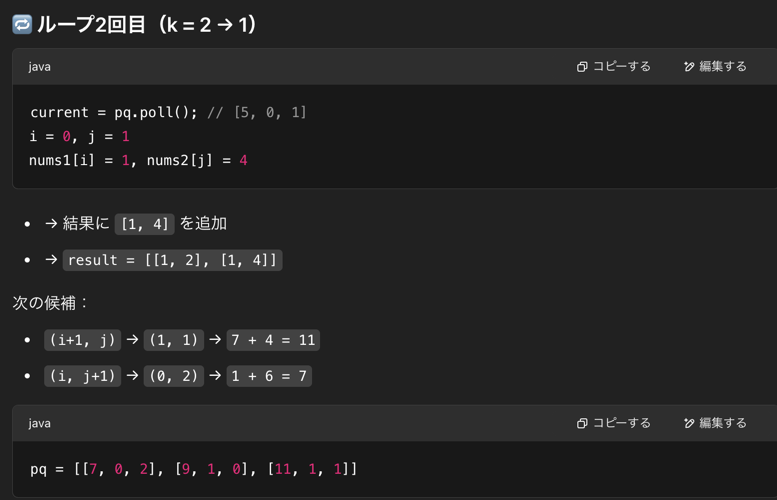 🔁 ループ2回目（k = 2 → 1）
java
コピーする
編集する
current = pq.poll(); // [5, 0, 1]
i = 0, j = 1
nums1[i] = 1, nums2[j] = 4
• → 結果に [1, 4] を追加
• → result = [[1, 2], [1, 4]]
次の候補：
• (i+1, j) → (1, 1) → 7 + 4 = 11
• (i, j+1) → (0, 2) → 1 + 6 = 7
java
コピーする
編集する
pq = [[7, 0, 2], [9, 1, 0], [11, 1, 1]]